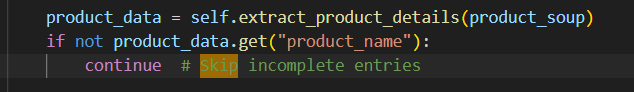 product_data = self.extract_product_details(product_soup)
if not product_data.get("product_name"):
continue  # Skip incomplete entries